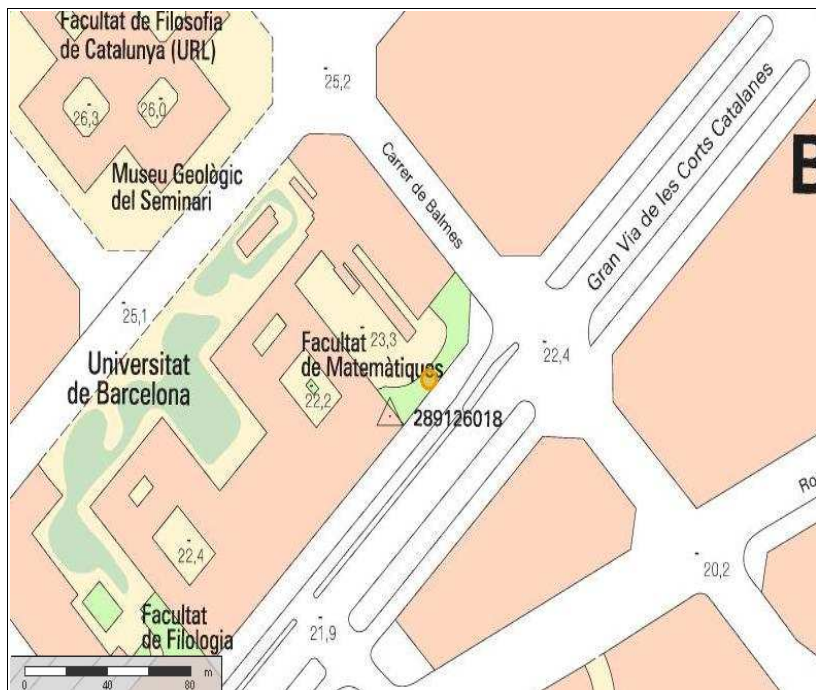 Facultat de Filosofia
de Catalunya (URL)
25,2
26,3
26,0
Museu Geològic
del Seminari
Carrer de Balmes
Gran Via de les Corts Catalanes
B
25,1
Universitat
de Barcelona
23,3
Facultat
de Matemàtiques
22,4
22,2
289126018
22,4
Ro
20,2
Facultat
de Filologia
21,9
0 40 80 m